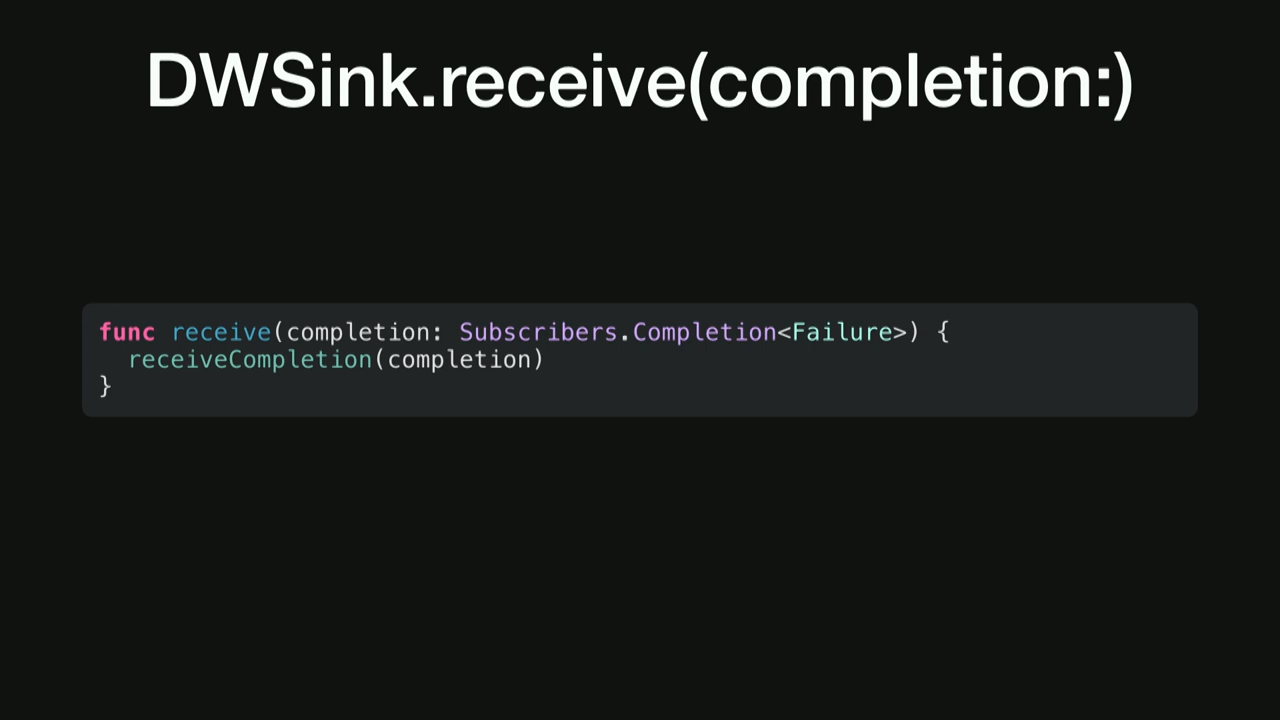 DWSink.receive(completion:)
func receive(completion: Subscribers.Completion<Failure>) {
  receiveCompletion(completion)
}